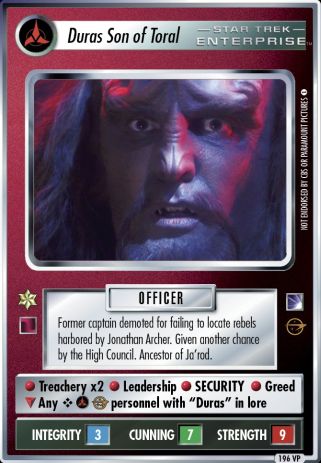 Duras Son of Toral
STAR TREK
ENTERPRISE™
NOT ENDORSED BY CBS OR PARAMOUNT PICTURES
OFFICER
Former captain demoted for failing to locate rebels
harbored by Jonathan Archer. Given another chance
by the High Council. Ancestor of Ja'rod.
Treachery x2 Leadership SECURITY Greed
Any personnel with "Duras" in lore
INTEGRITY 3 CUNNING 7 STRENGTH 9
196 VP